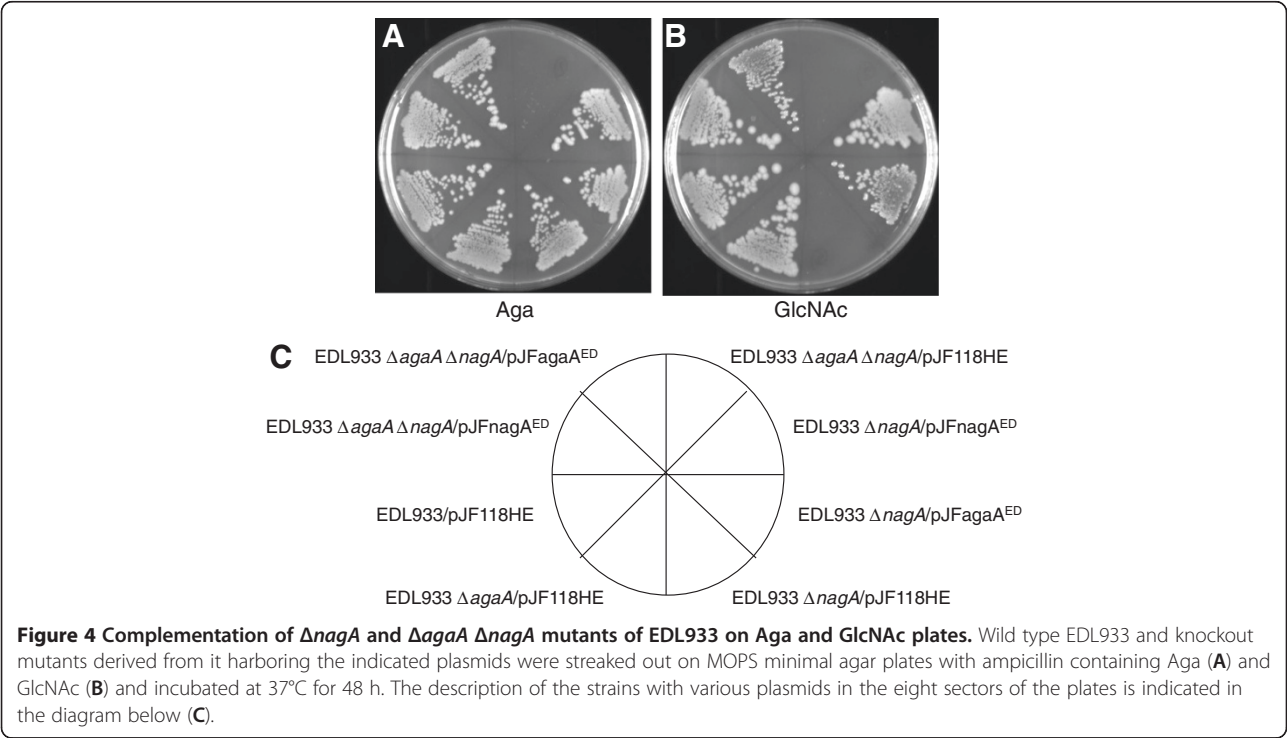 A
B
Aga
GlcNAc
C
EDL933 ΔagaA ΔnagA/pJFagaA^ED
EDL933 ΔagaA ΔnagA/pJF118HE
EDL933 ΔagaA ΔnagA/pJFnagA^ED
EDL933 ΔnagA/pJFnagA^ED
EDL933/pJF118HE
EDL933 ΔnagA/pJFagaA^ED
EDL933 ΔagaA/pJF118HE
EDL933 ΔnagA/pJF118HE
Figure 4 Complementation of ΔnagA and ΔagaA ΔnagA mutants of EDL933 on Aga and GlcNAc plates. Wild type EDL933 and knockout
mutants derived from it harboring the indicated plasmids were streaked out on MOPS minimal agar plates with ampicillin containing Aga (A) and
GlcNAc (B) and incubated at 37°C for 48 h. The description of the strains with various plasmids in the eight sectors of the plates is indicated in
the diagram below (C).